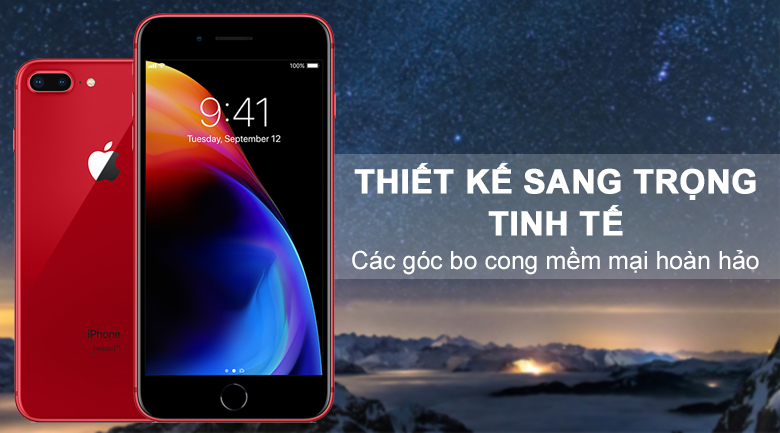 100%
9:41
Tuesday, September 12
iPhone
THIẾT KẾ SANG TRỌNG
TINH TẾ
Các góc bo cong mềm mại hoàn hảo